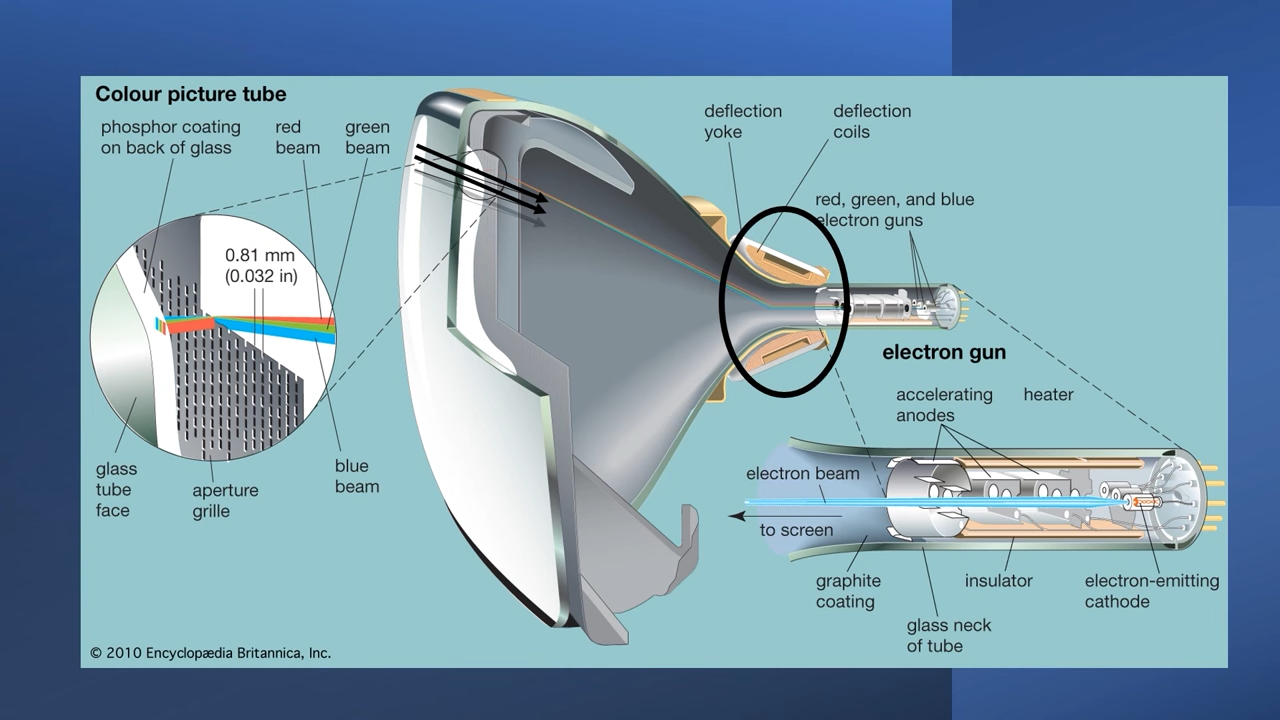 Colour picture tube
phosphor coating
on back of glass
red
beam
green
beam
deflection
yoke
deflection
coils
red, green, and blue
electron guns
0.81 mm
(0.032 in)
electron gun
accelerating
anodes
heater
glass
tube
face
aperture
grille
blue
beam
electron beam
to screen
graphite
coating
insulator
electron-emitting
cathode
glass neck
of tube
© 2010 Encyclopædia Britannica, Inc.